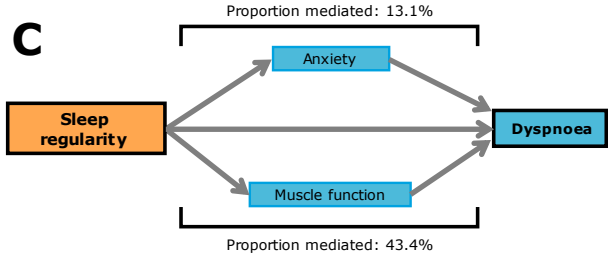 C
Proportion mediated: 13.1%
Anxiety
Sleep
regularity
Dyspnoea
Muscle function
Proportion mediated: 43.4%